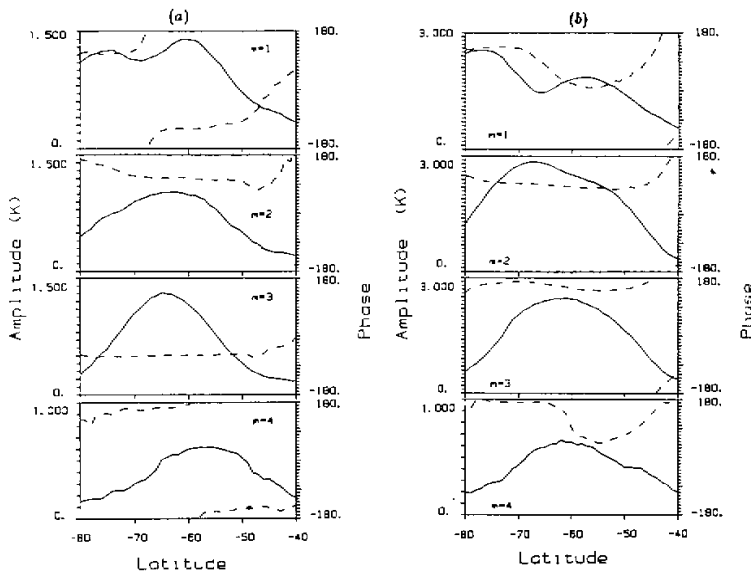 (a)
(b)
1.500
180.
m=1
0.
-180.
1.500
180.
m=2
0.
-180.
1.500
180.
m=3
0.
-180.
1.000
180.
m=4
0.
-180.
-80 -70 -60 -50 -40
Latitude
Amplitude (K)
Phase
3.000
180.
m=1
0.
-180.
3.000
180.
m=2
0.
-180.
3.000
180.
m=3
0.
-180.
1.000
180.
m=4
0.
-180.
-80 -70 -60 -50 -40
Latitude
Amplitude (K)
Phase